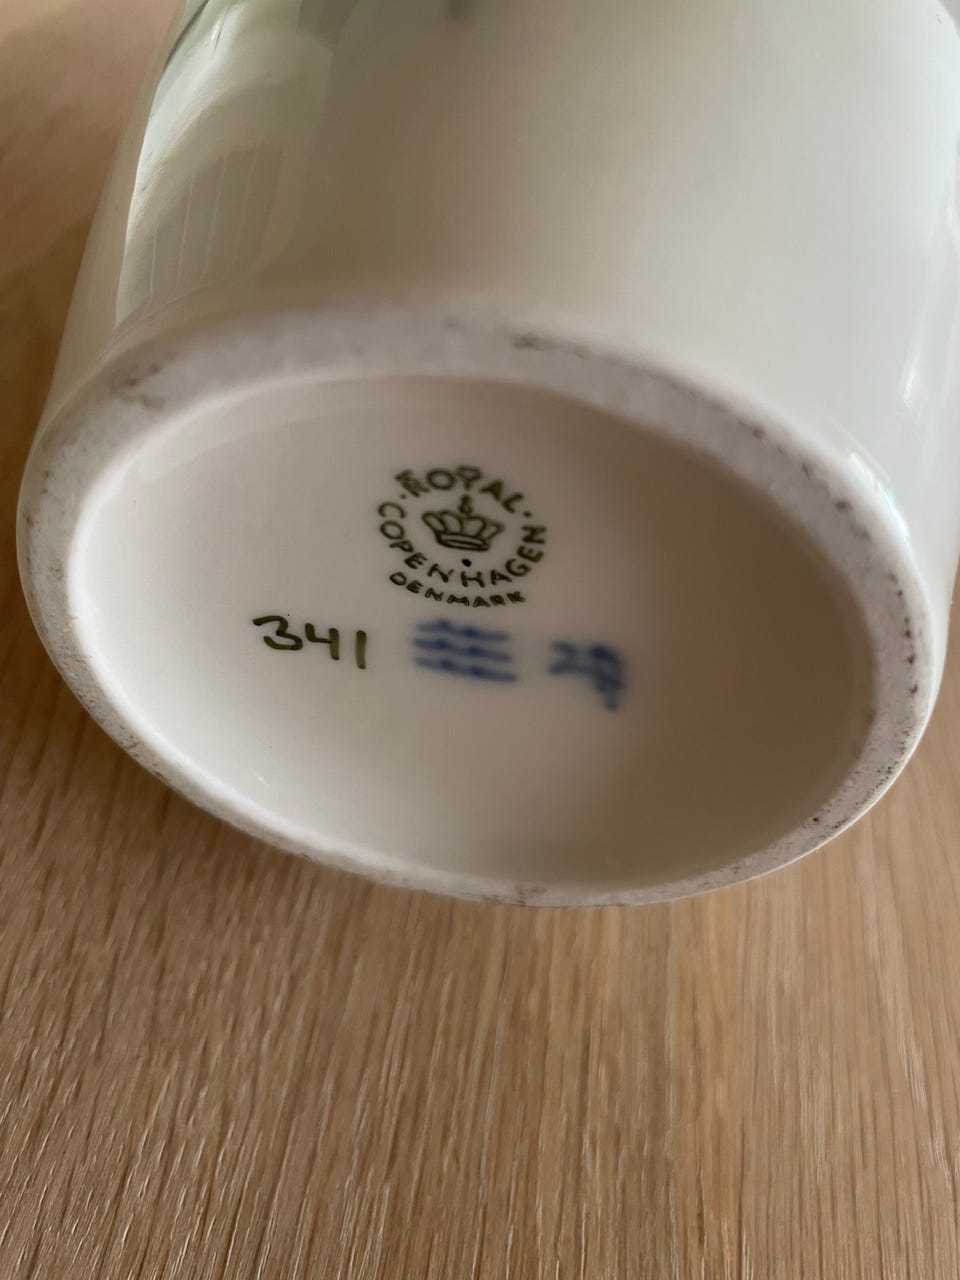 ROYAL
COPENHAGEN
DENMARK
341